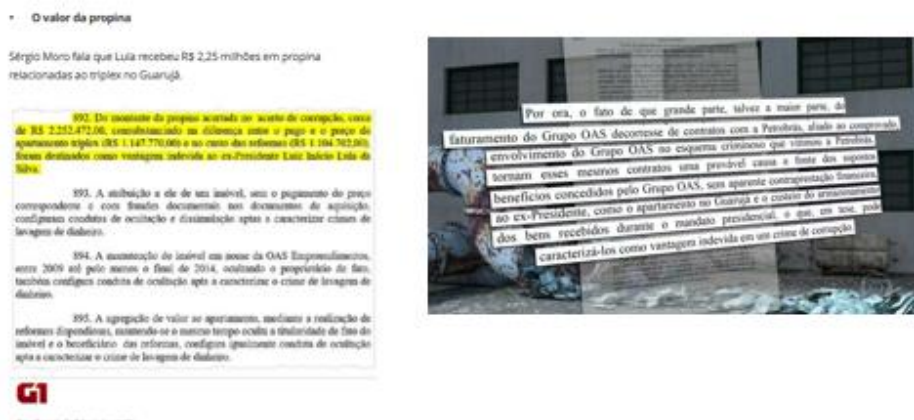 • O valor da propina
Sérgio Moro fala que Lula recebeu R$ 2,25 milhões em propina
relacionadas ao triplex no Guarujá.
892. Do montante da propina acertada no acerto de corrupção, cerca
de R$ 2.252.472,00, consubstanciado na diferença entre o pago e o preço do
apartamento triplex (R$ 1.147.770,00) e no custo das reformas (R$ 1.104.702,00),
foram destinados como vantagem indevida ao ex-Presidente Luiz Inácio Lula da
Silva.
893. A atribuição a ele de um imóvel, sem o pagamento do preço
correspondente e com fraudes documentais nos documentos de aquisição,
configuram condutas de ocultação e dissimulação aptas a caracterizar crimes de
lavagem de dinheiro.
894. A manutenção do imóvel em nome da OAS Empreendimentos,
entre 2009 até pelo menos o final de 2014, ocultando o proprietário de fato,
também configura conduta de ocultação apta a caracterizar o crime de lavagem de
dinheiro.
895. A agregação de valor ao apartamento, mediante a realização de
reformas dispendiosas, mantendo-se o mesmo tempo oculta a titularidade de fato do
imóvel e o beneficiário das reformas, configura igualmente conduta de ocultação
apta a caracterizar o crime de lavagem de dinheiro.
G1
Por ora, o fato de que grande parte, talvez a maior parte, do
faturamento do Grupo OAS decorresse de contratos com a Petrobras, aliado ao comprovado
envolvimento do Grupo OAS no esquema criminoso que vitimou a Petrobras,
tornam esses mesmos contratos uma provável causa e fonte dos supostos
benefícios concedidos pelo Grupo OAS, sem aparente contraprestação financeira,
ao ex-Presidente, como o apartamento no Guarujá e o custeio do armazenamento
dos bens recebidos durante o mandato presidencial, o que, em tese, pode
caracterizá-los como vantagem indevida em um crime de corrupção.